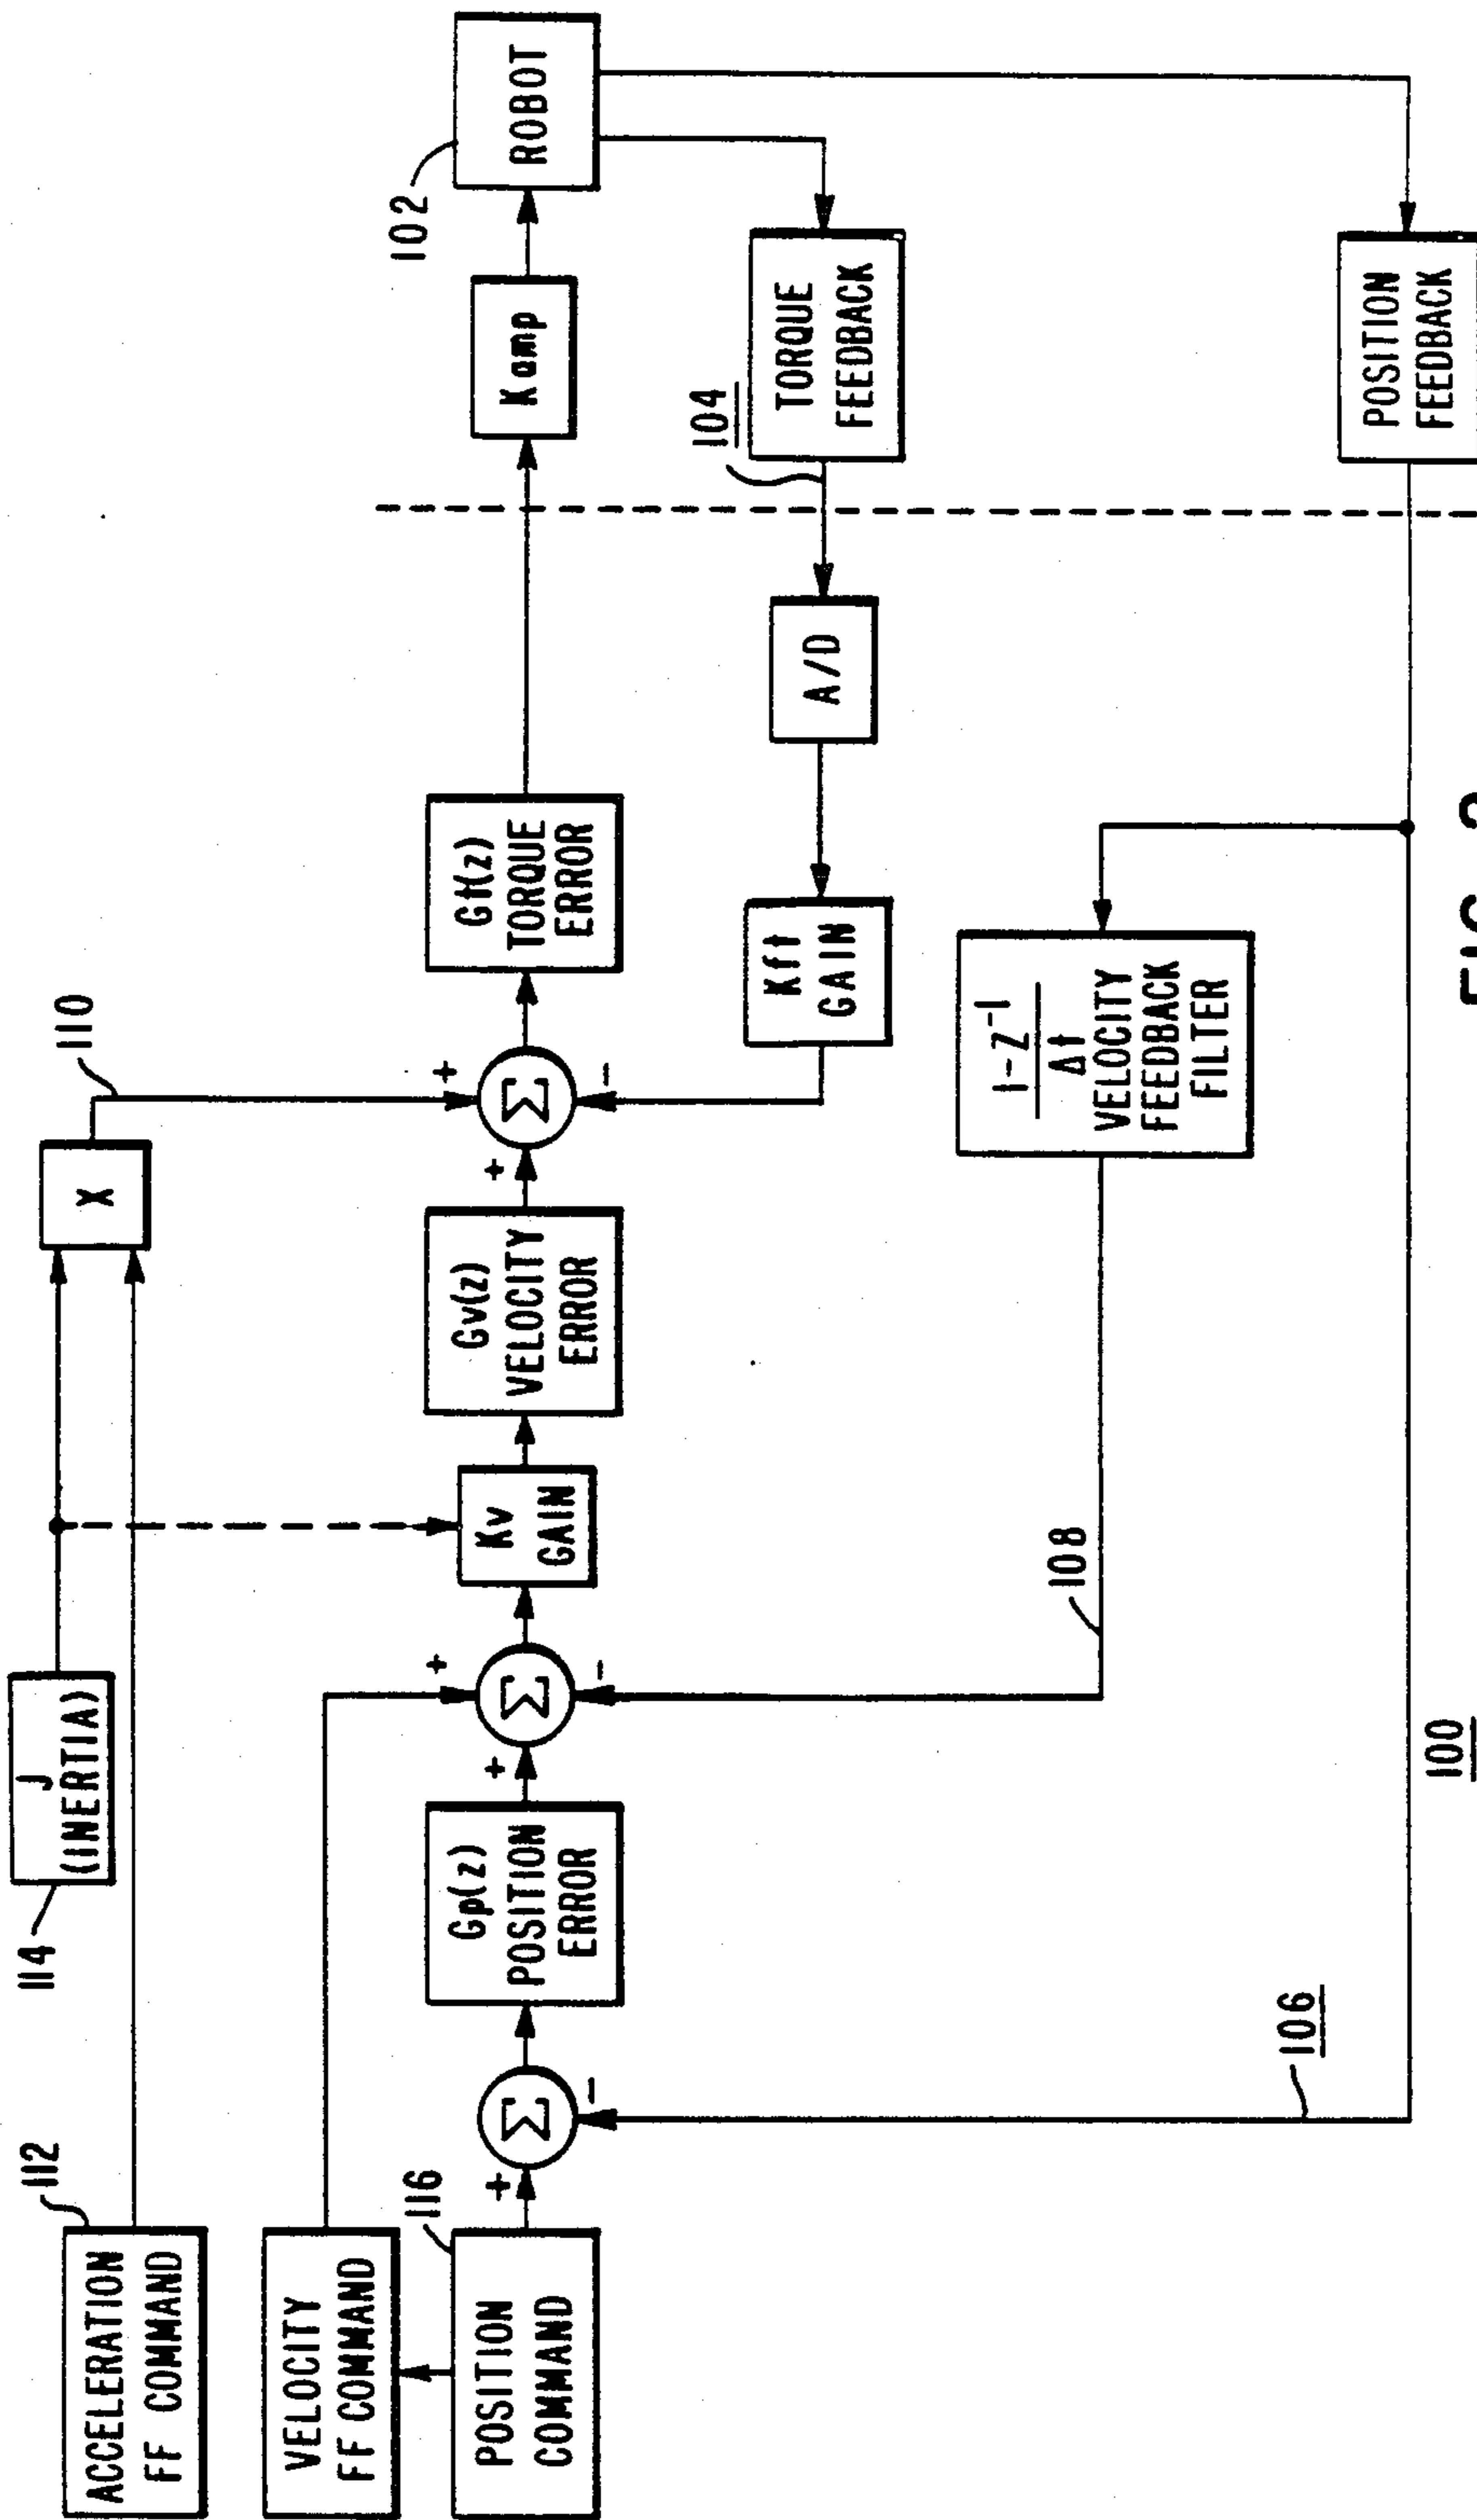 ACCELERATION
FF COMMAND
112
114
J
(INERTIA)
X
110
VELOCITY
FF COMMAND
116
POSITION
COMMAND
+
Σ
-
Gp(z)
POSITION
ERROR
+
+
Σ
-
Kv
GAIN
Gv(z)
VELOCITY
ERROR
+
+
Σ
-
Gt(z)
TORQUE
ERROR
Kamp
102
ROBOT
Kft
GAIN
A/D
104
TORQUE
FEEDBACK
108
1-Z⁻¹
Δt
VELOCITY
FEEDBACK
FILTER
106
100
POSITION
FEEDBACK